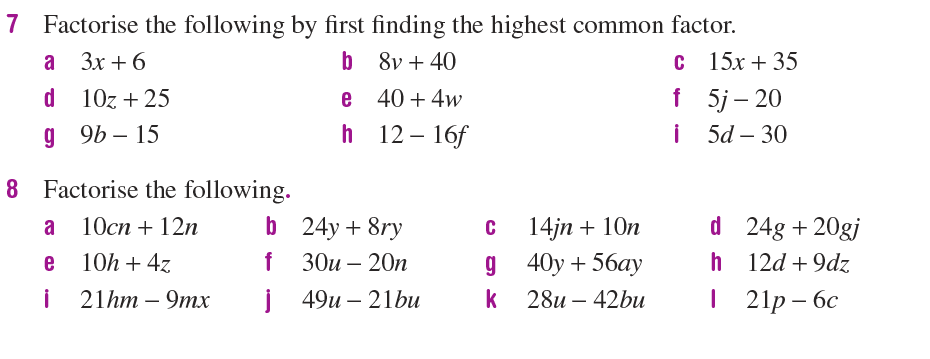 7 Factorise the following by first finding the highest common factor.
a 3x + 6 b 8v + 40 c 15x + 35
d 10z + 25 e 40 + 4w f 5j – 20
g 9b – 15 h 12 – 16f i 5d – 30
8 Factorise the following.
a 10cn + 12n b 24y + 8ry c 14jn + 10n d 24g + 20gj
e 10h + 4z f 30u – 20n g 40y + 56ay h 12d + 9dz
i 21hm – 9mx j 49u – 21bu k 28u – 42bu l 21p – 6c